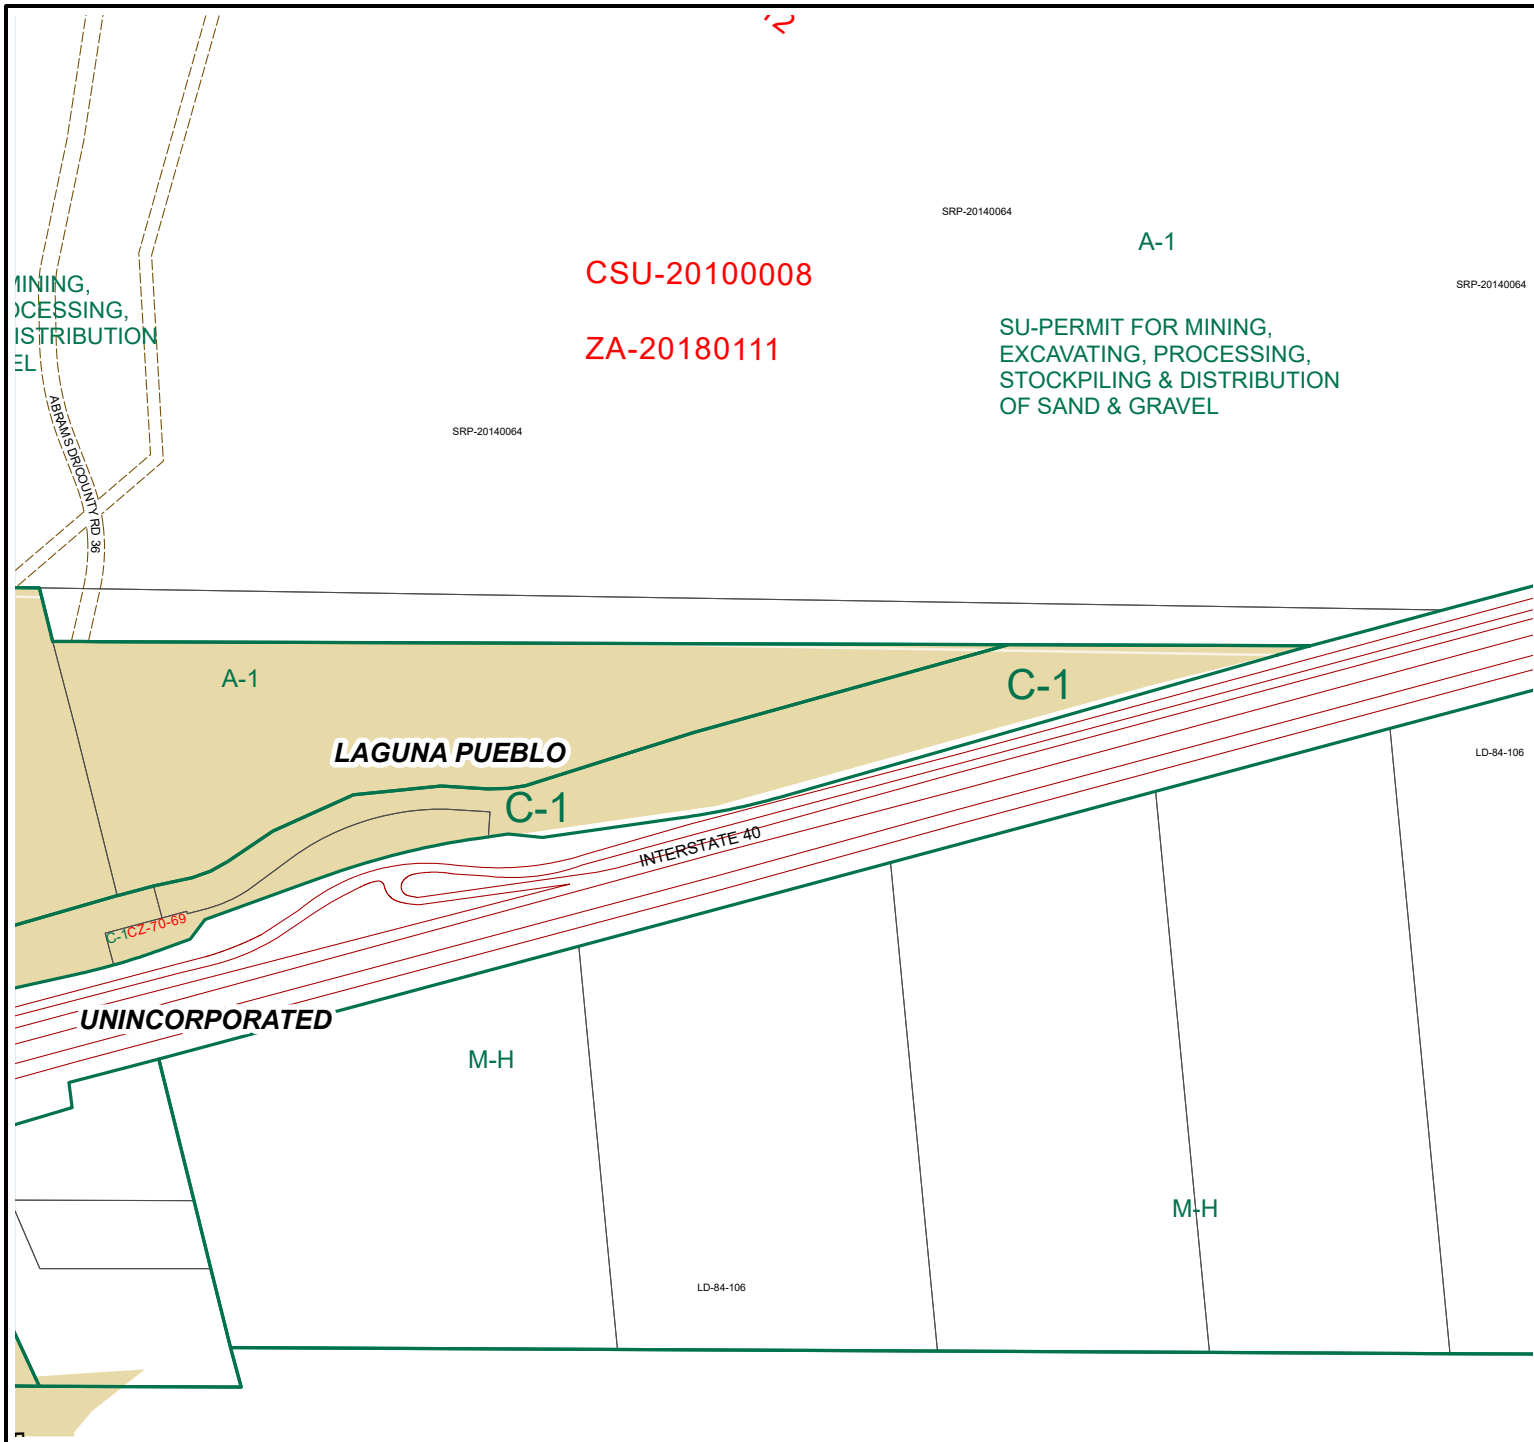 SRP-20140064
A-1
CSU-20100008
SRP-20140064
MINING,
OCESSING,
ISTRIBUTION
EL
SU-PERMIT FOR MINING,
EXCAVATING, PROCESSING,
STOCKPILING & DISTRIBUTION
OF SAND & GRAVEL
ZA-20180111
SRP-20140064
ABRAMS DR/COUNTY RD 36
A-1
C-1
LAGUNA PUEBLO
LD-84-106
C-1
INTERSTATE 40
C-1
CZ-70-69
UNINCORPORATED
M-H
M-H
LD-84-106